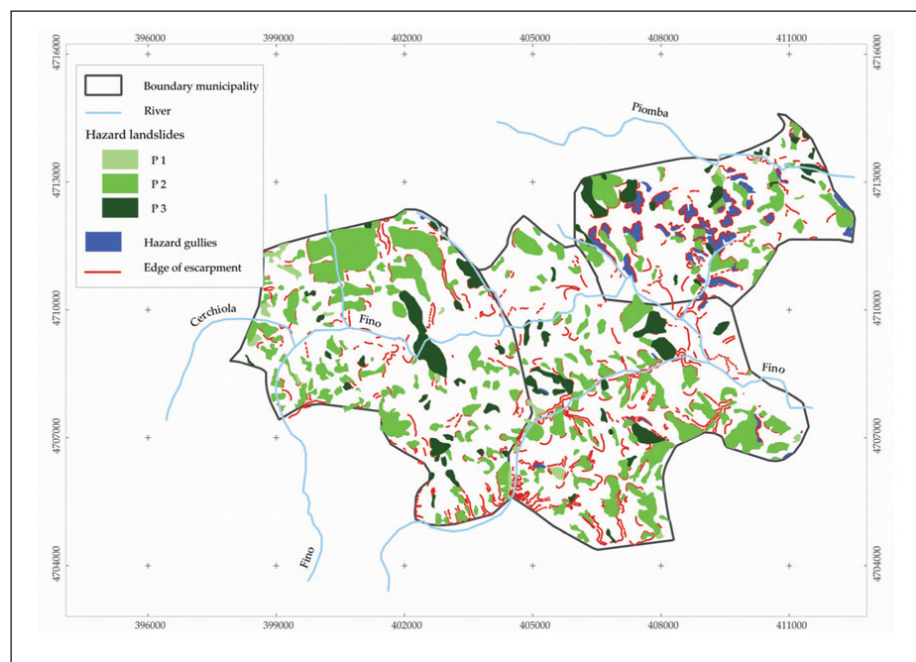 396000 399000 402000 405000 408000 411000
4716000 4716000
Boundary municipality
River
Hazard landslides
P 1
P 2
P 3
Hazard gullies
Edge of escarpment
Piomba
4713000 4713000
4710000 4710000
Cerchiola
Fino
Fino
4707000 4707000
Fino
4704000 4704000
396000 399000 402000 405000 408000 411000